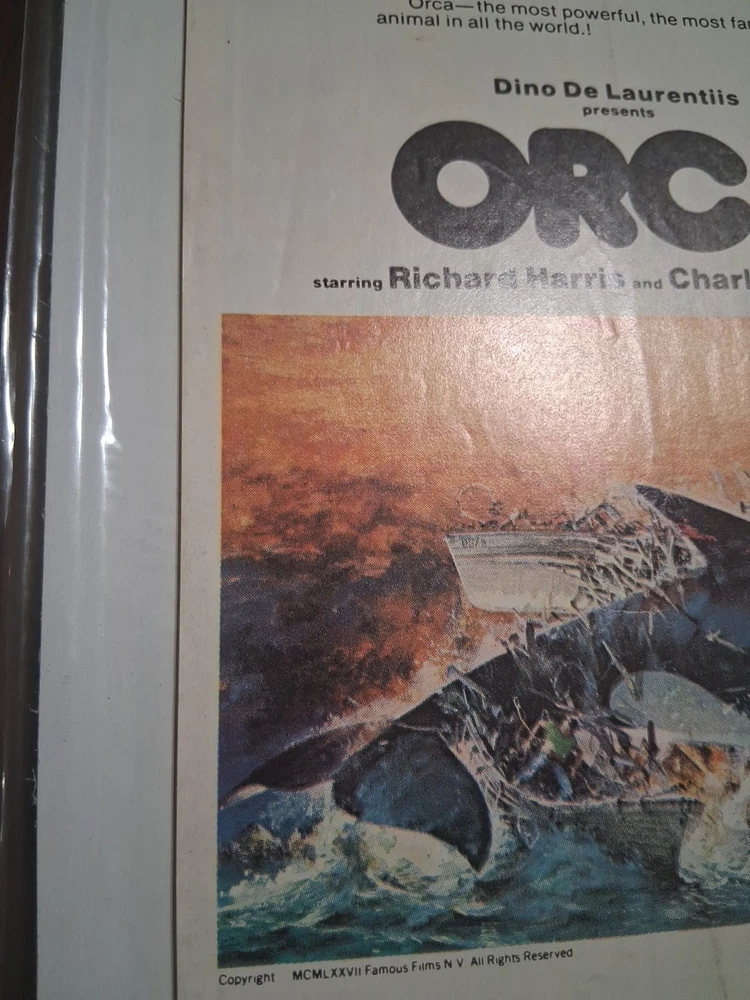 Orca—the most powerful, the most
animal in all the world.!
Dino De Laurentiis
presents
ORC
starring Richard Harris and Charl
Copyright MCMLXXVII Famous Films N V All Rights Reserved